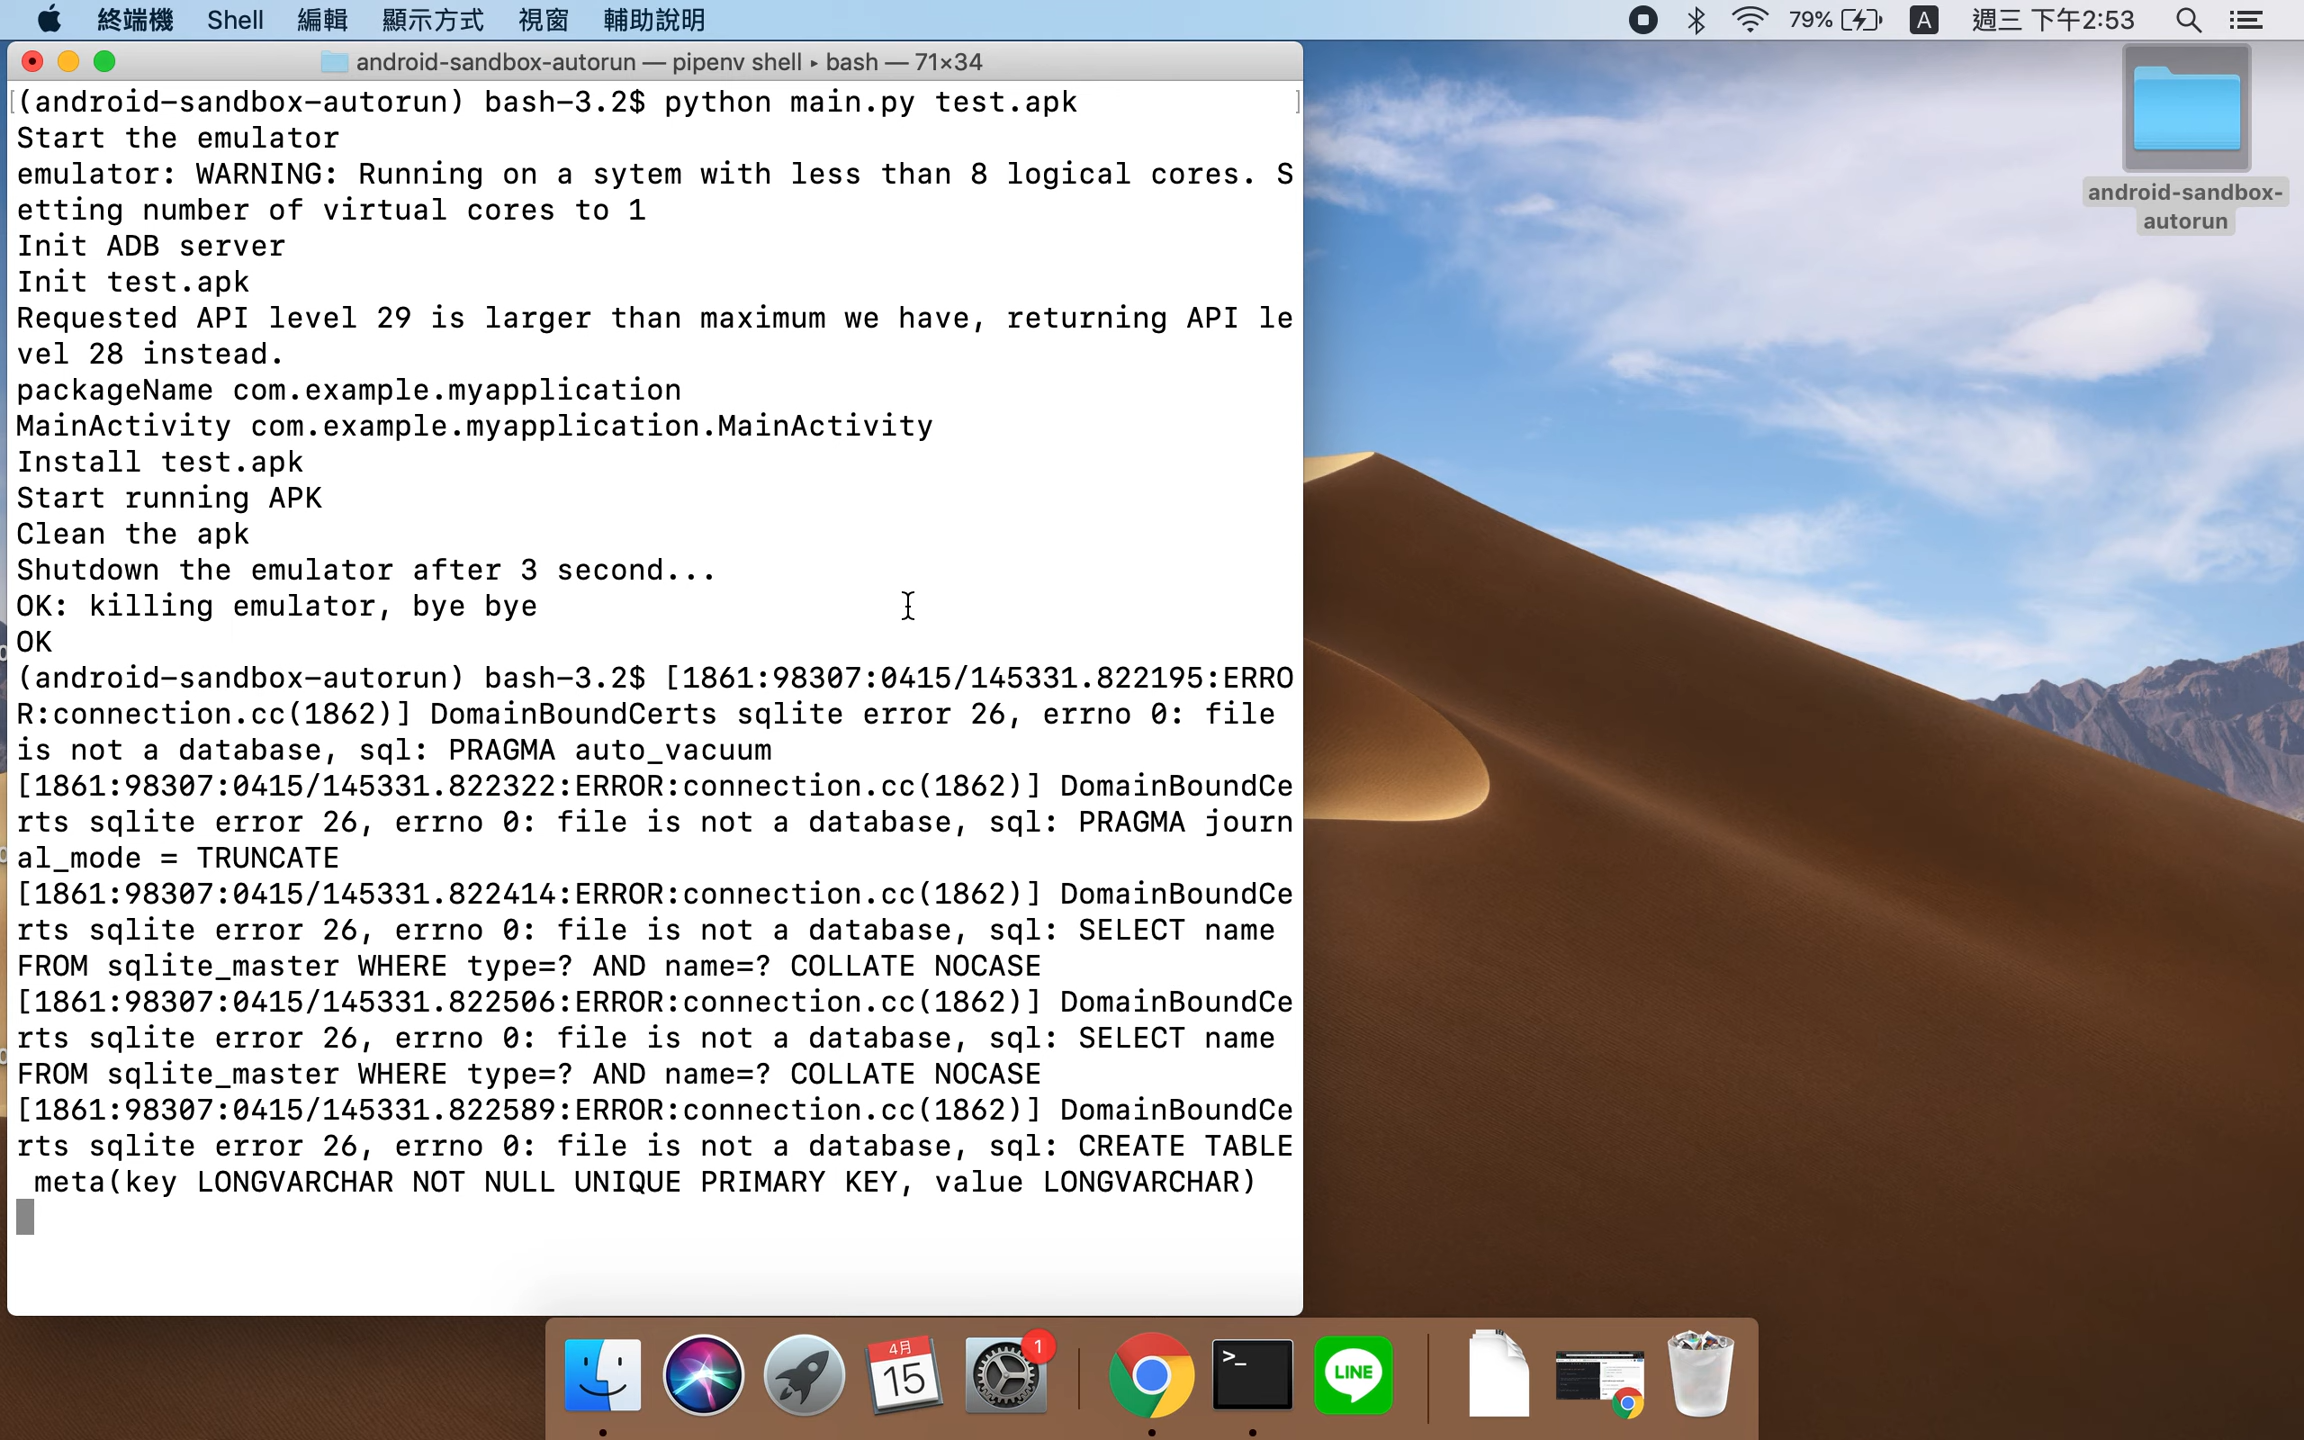 終端機 Shell 編輯 顯示方式 視窗 輔助說明 79% A 週三 下午2:53
android-sandbox-autorun — pipenv shell ▸ bash — 71×34
[(android-sandbox-autorun) bash-3.2$ python main.py test.apk ]
Start the emulator
emulator: WARNING: Running on a sytem with less than 8 logical cores. S
etting number of virtual cores to 1
Init ADB server
Init test.apk
Requested API level 29 is larger than maximum we have, returning API le
vel 28 instead.
packageName com.example.myapplication
MainActivity com.example.myapplication.MainActivity
Install test.apk
Start running APK
Clean the apk
Shutdown the emulator after 3 second...
OK: killing emulator, bye bye
OK
(android-sandbox-autorun) bash-3.2$ [1861:98307:0415/145331.822195:ERRO
R:connection.cc(1862)] DomainBoundCerts sqlite error 26, errno 0: file
is not a database, sql: PRAGMA auto_vacuum
[1861:98307:0415/145331.822322:ERROR:connection.cc(1862)] DomainBoundCe
rts sqlite error 26, errno 0: file is not a database, sql: PRAGMA journ
al_mode = TRUNCATE
[1861:98307:0415/145331.822414:ERROR:connection.cc(1862)] DomainBoundCe
rts sqlite error 26, errno 0: file is not a database, sql: SELECT name
FROM sqlite_master WHERE type=? AND name=? COLLATE NOCASE
[1861:98307:0415/145331.822506:ERROR:connection.cc(1862)] DomainBoundCe
rts sqlite error 26, errno 0: file is not a database, sql: SELECT name
FROM sqlite_master WHERE type=? AND name=? COLLATE NOCASE
[1861:98307:0415/145331.822589:ERROR:connection.cc(1862)] DomainBoundCe
rts sqlite error 26, errno 0: file is not a database, sql: CREATE TABLE
 meta(key LONGVARCHAR NOT NULL UNIQUE PRIMARY KEY, value LONGVARCHAR)
android-sandbox-
autorun
4月
15
1
>_
LINE